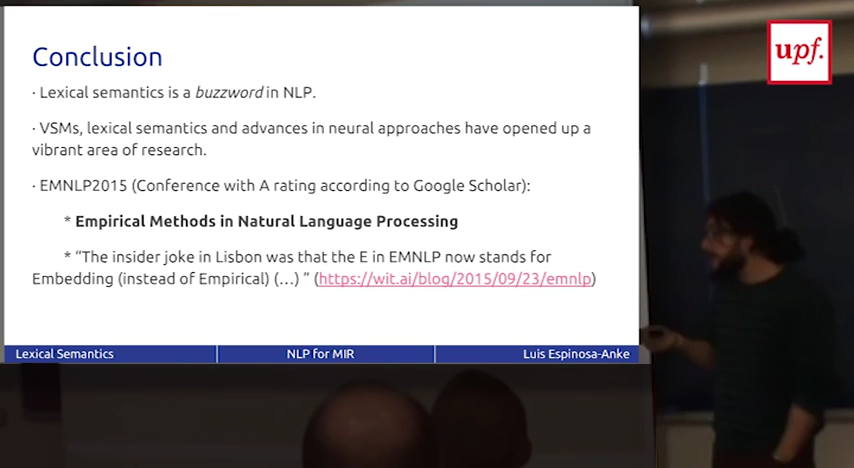 Conclusion
· Lexical semantics is a buzzword in NLP.
· VSMs, lexical semantics and advances in neural approaches have opened up a
vibrant area of research.
· EMNLP2015 (Conference with A rating according to Google Scholar):
* Empirical Methods in Natural Language Processing
* “The insider joke in Lisbon was that the E in EMNLP now stands for
Embedding (instead of Empirical) (…) ” (https://wit.ai/blog/2015/09/23/emnlp)
Lexical Semantics
NLP for MIR
Luis Espinosa-Anke
upf.